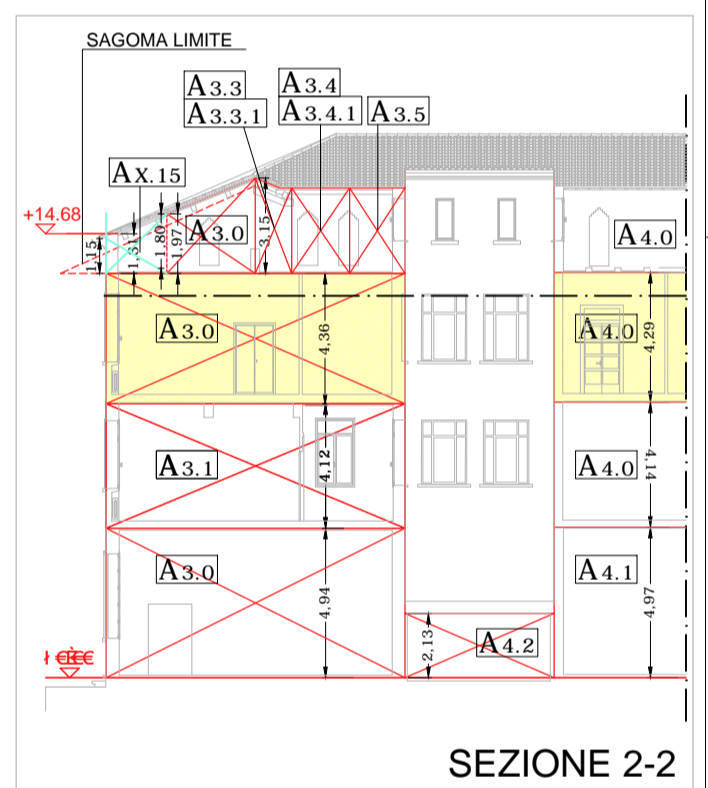 SAGOMA LIMITE
A3.3
A3.4
A3.3.1
A3.4.1
A3.5
AX.15
+14.68
1,15
1,31
1,80
1,97
A3.0
3,15
A4.0
A3.0
4,36
A4.0
4,29
A3.1
4,12
A4.0
4,14
A3.0
4,94
A4.1
4,97
2,13
A4.2
SEZIONE 2-2